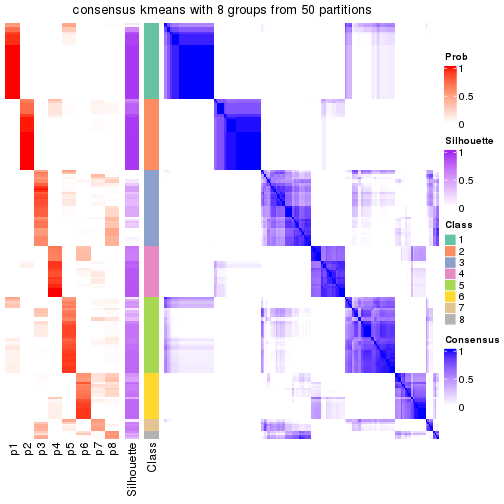 consensus kmeans with 8 groups from 50 partitions
Prob
1
0.5
0
Silhouette
1
0.5
0
Class
1
2
3
4
5
6
7
8
Consensus
1
0.5
0
p1
p2
p3
p4
p5
p6
p7
p8
Silhouette
Class